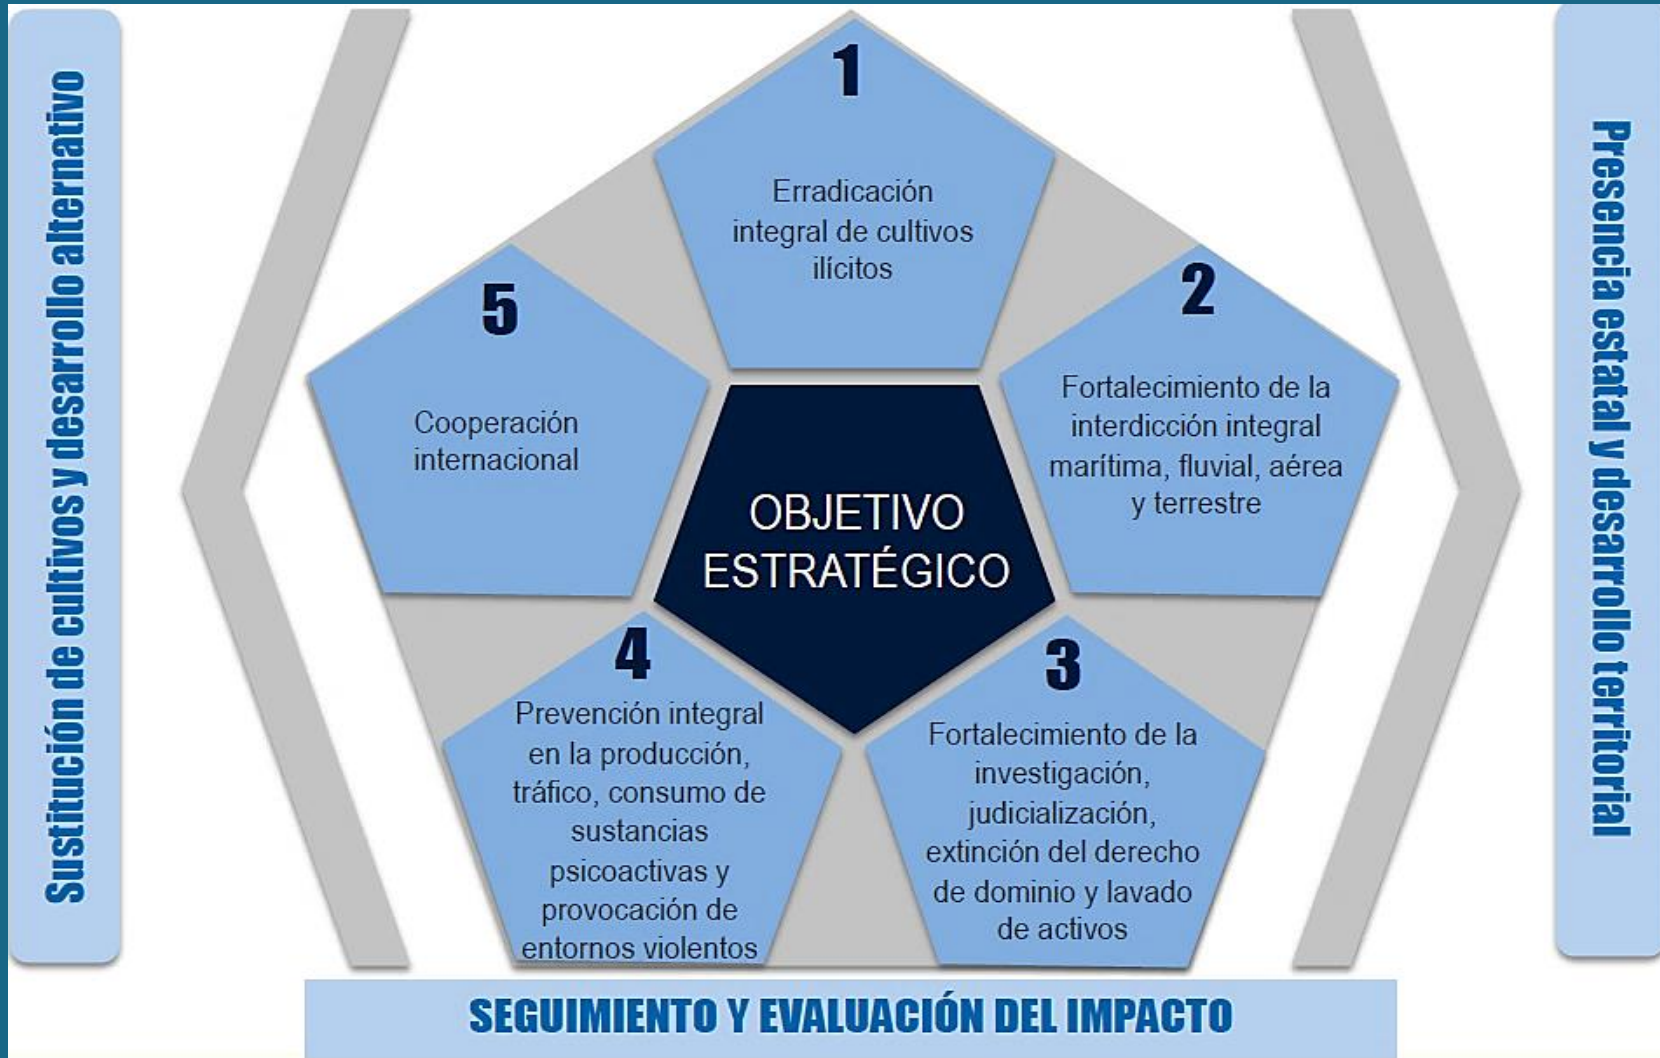 Sustitución de cultivos y desarrollo alternativo
1
Erradicación
integral de cultivos
ilícitos
2
Fortalecimiento de la
interdicción integral
marítima, fluvial, aérea
y terrestre
3
Fortalecimiento de la
investigación,
judicialización,
extinción del derecho
de dominio y lavado
de activos
4
Prevención integral
en la producción,
tráfico, consumo de
sustancias
psicoactivas y
provocación de
entornos violentos
5
Cooperación
internacional
OBJETIVO
ESTRATÉGICO
Presencia estatal y desarrollo territorial
SEGUIMIENTO Y EVALUACIÓN DEL IMPACTO